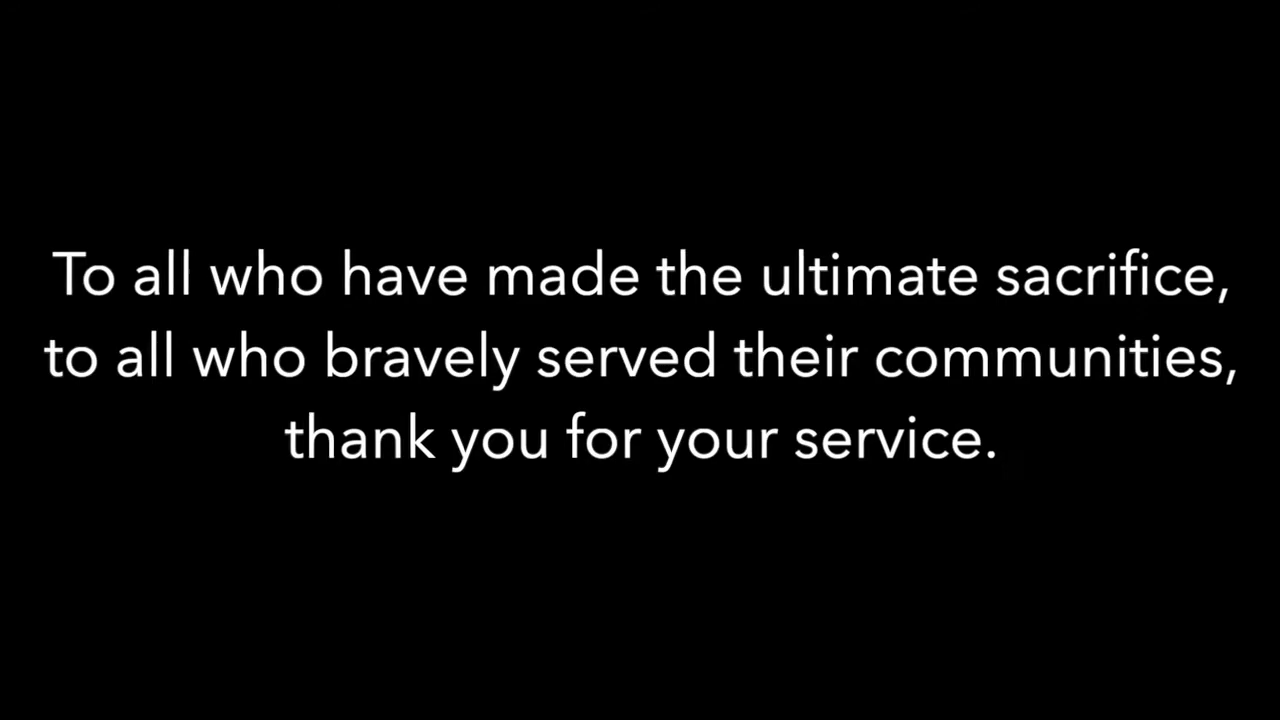 To all who have made the ultimate sacrifice,
to all who bravely served their communities,
thank you for your service.